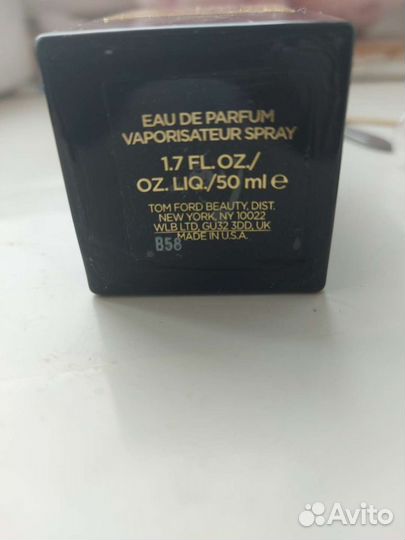 EAU DE PARFUM
VAPORISATEUR SPRAY
1.7 FL.OZ./
OZ. LIQ./50 ml ℮
TOM FORD BEAUTY, DIST.
NEW YORK, NY 10022
WLB LTD, GU32 3DD, UK
MADE IN U.S.A.
B58
Avito